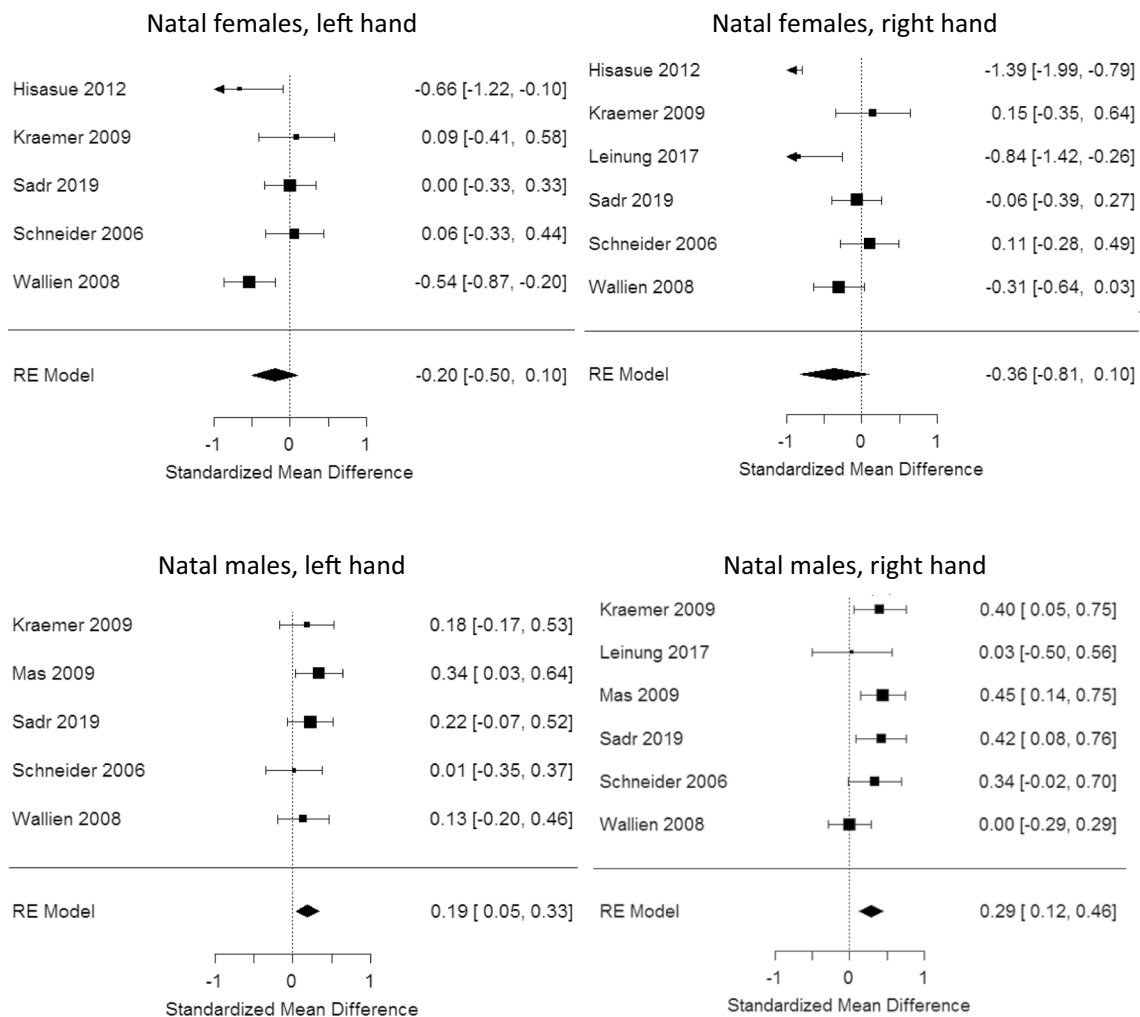 Natal females, left hand
Hisasue 2012 -0.66 [-1.22, -0.10]
Kraemer 2009 0.09 [-0.41, 0.58]
Sadr 2019 0.00 [-0.33, 0.33]
Schneider 2006 0.06 [-0.33, 0.44]
Wallien 2008 -0.54 [-0.87, -0.20]
RE Model -0.20 [-0.50, 0.10]
-1 0 1
Standardized Mean Difference
Natal females, right hand
Hisasue 2012 -1.39 [-1.99, -0.79]
Kraemer 2009 0.15 [-0.35, 0.64]
Leinung 2017 -0.84 [-1.42, -0.26]
Sadr 2019 -0.06 [-0.39, 0.27]
Schneider 2006 0.11 [-0.28, 0.49]
Wallien 2008 -0.31 [-0.64, 0.03]
RE Model -0.36 [-0.81, 0.10]
-1 0 1
Standardized Mean Difference
Natal males, left hand
Kraemer 2009 0.18 [-0.17, 0.53]
Mas 2009 0.34 [ 0.03, 0.64]
Sadr 2019 0.22 [-0.07, 0.52]
Schneider 2006 0.01 [-0.35, 0.37]
Wallien 2008 0.13 [-0.20, 0.46]
RE Model 0.19 [ 0.05, 0.33]
-1 0 1
Standardized Mean Difference
Natal males, right hand
Kraemer 2009 0.40 [ 0.05, 0.75]
Leinung 2017 0.03 [-0.50, 0.56]
Mas 2009 0.45 [ 0.14, 0.75]
Sadr 2019 0.42 [ 0.08, 0.76]
Schneider 2006 0.34 [-0.02, 0.70]
Wallien 2008 0.00 [-0.29, 0.29]
RE Model 0.29 [ 0.12, 0.46]
-1 0 1
Standardized Mean Difference